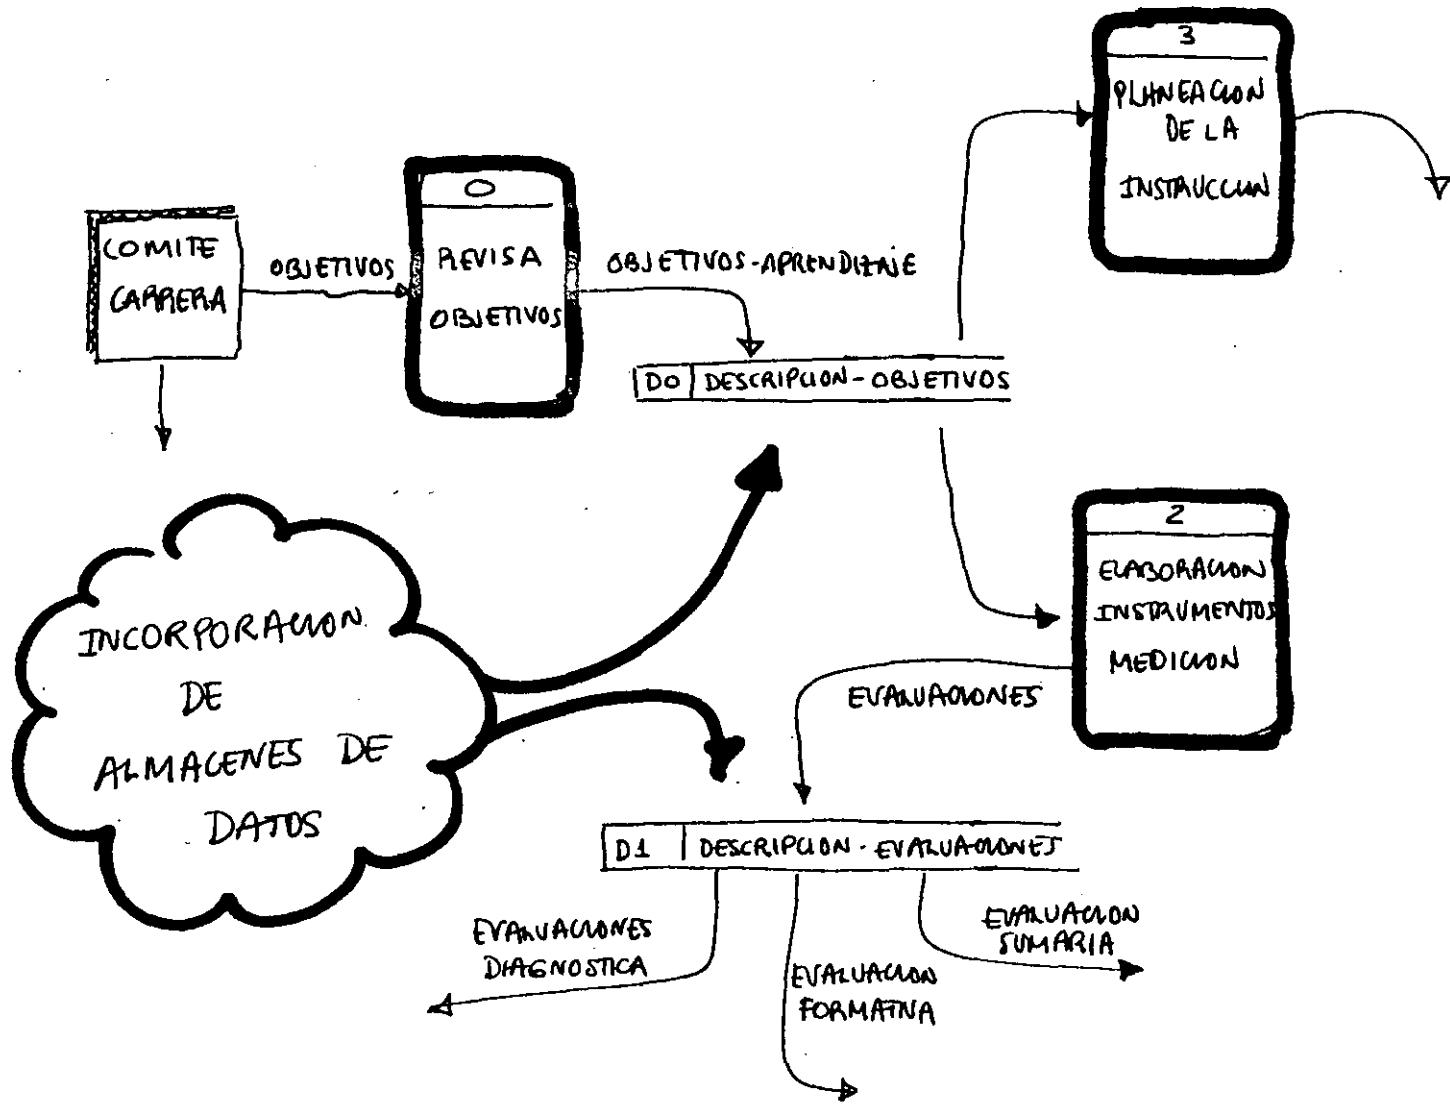 3
PLANEACION
DE LA
INSTRUCCION
0
REVISA
OBJETIVOS
COMITE
CARRERA
OBJETIVOS
OBJETIVOS-APRENDIZAJE
D0 DESCRIPCION-OBJETIVOS
2
ELABORACION
INSTRUMENTOS
MEDICION
INCORPORACION
DE
ALMACENES DE
DATOS
EVALUACIONES
D1 DESCRIPCION-EVALUACIONES
EVALUACIONES
DIAGNOSTICA
EVALUACION
FORMATIVA
EVALUACION
SUMARIA